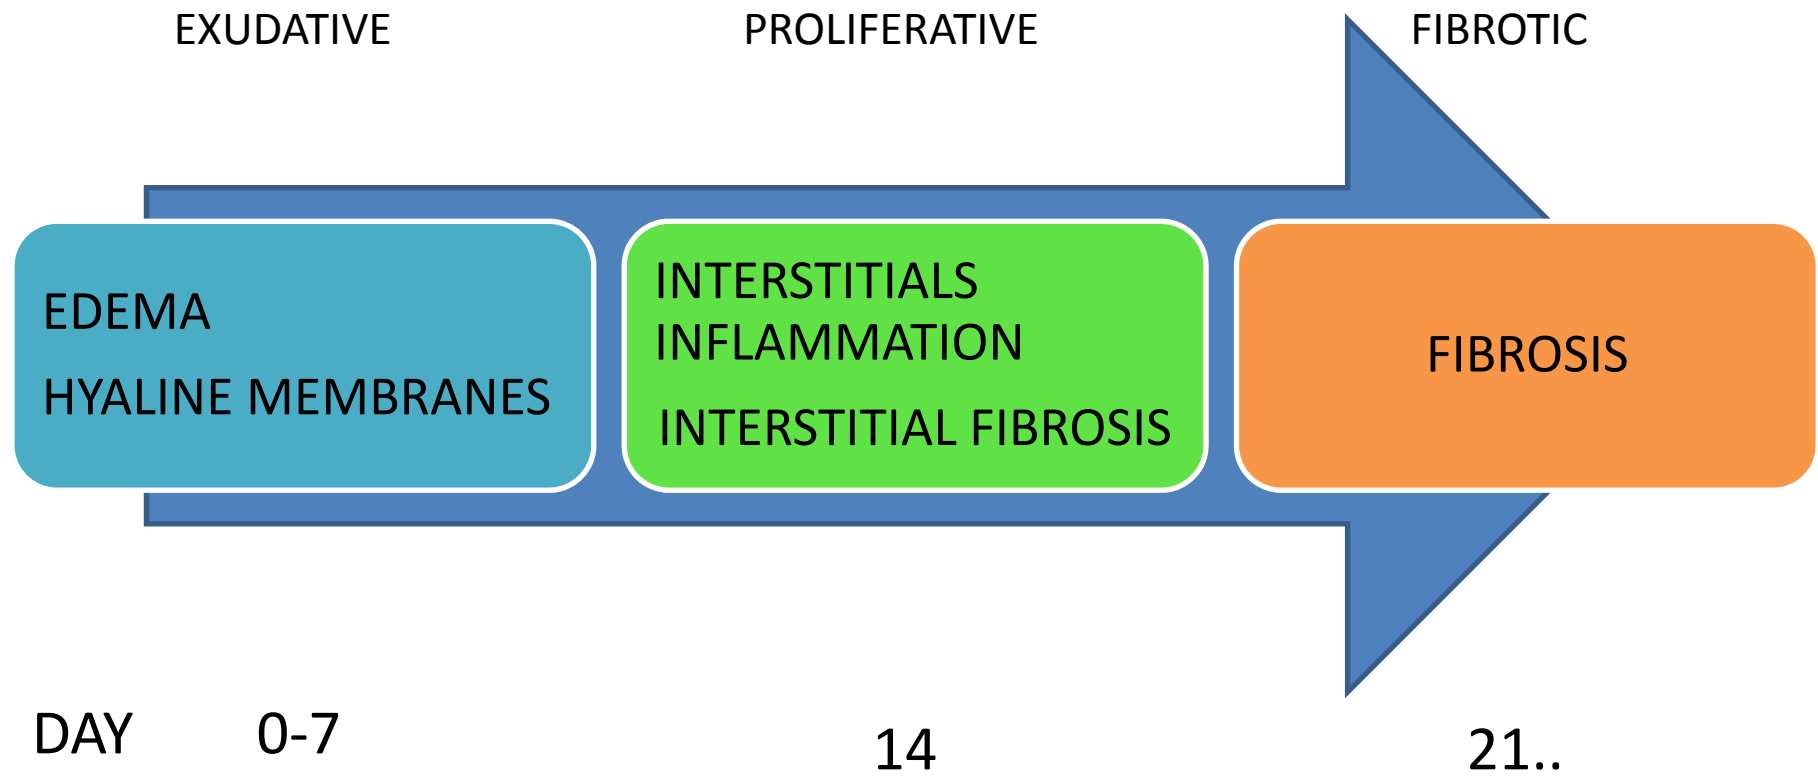 EXUDATIVE
PROLIFERATIVE
FIBROTIC
EDEMA
HYALINE MEMBRANES
INTERSTITIALS
INFLAMMATION
INTERSTITIAL FIBROSIS
FIBROSIS
DAY
0-7
14
21..